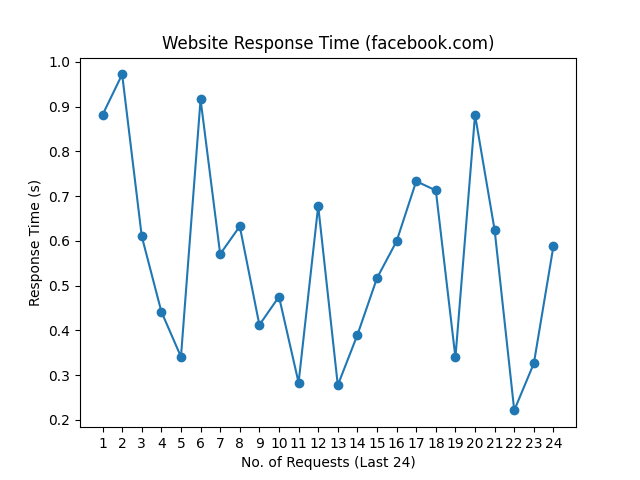 Website Response Time (facebook.com)
1.0
0.9
0.8
0.7
0.6
0.5
0.4
0.3
0.2
Response Time (s)
1 2 3 4 5 6 7 8 9 10 11 12 13 14 15 16 17 18 19 20 21 22 23 24
No. of Requests (Last 24)